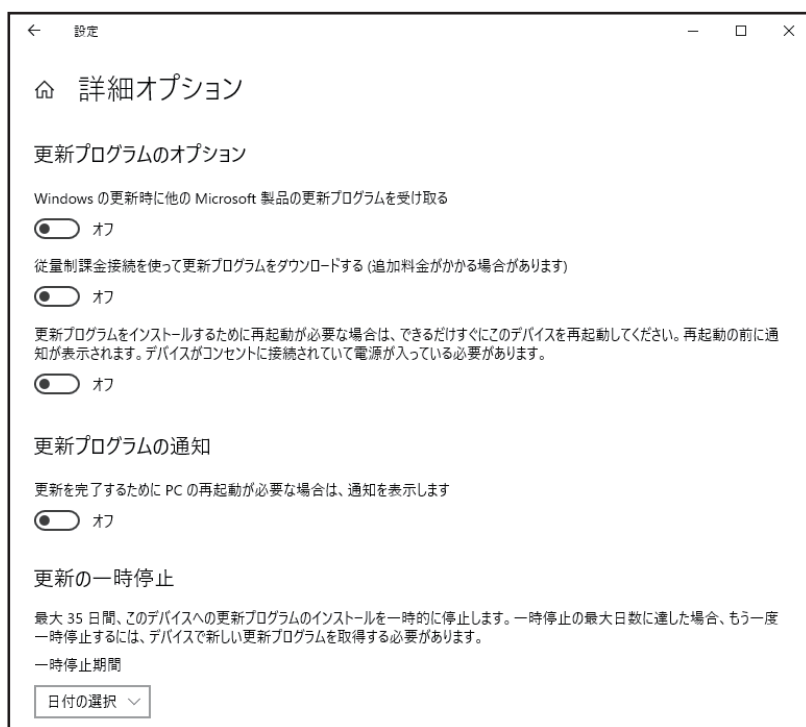 設定
詳細オプション
更新プログラムのオプション
Windows の更新時に他の Microsoft 製品の更新プログラムを受け取る
オフ
従量制課金接続を使って更新プログラムをダウンロードする (追加料金がかかる場合があります)
オフ
更新プログラムをインストールするために再起動が必要な場合は、できるだけすぐにこのデバイスを再起動してください。再起動の前に通
知が表示されます。デバイスがコンセントに接続されていて電源が入っている必要があります。
オフ
更新プログラムの通知
更新を完了するために PC の再起動が必要な場合は、通知を表示します
オフ
更新の一時停止
最大 35 日間、このデバイスへの更新プログラムのインストールを一時的に停止します。一時停止の最大日数に達した場合、もう一度
一時停止するには、デバイスで新しい更新プログラムを取得する必要があります。
一時停止期間
日付の選択